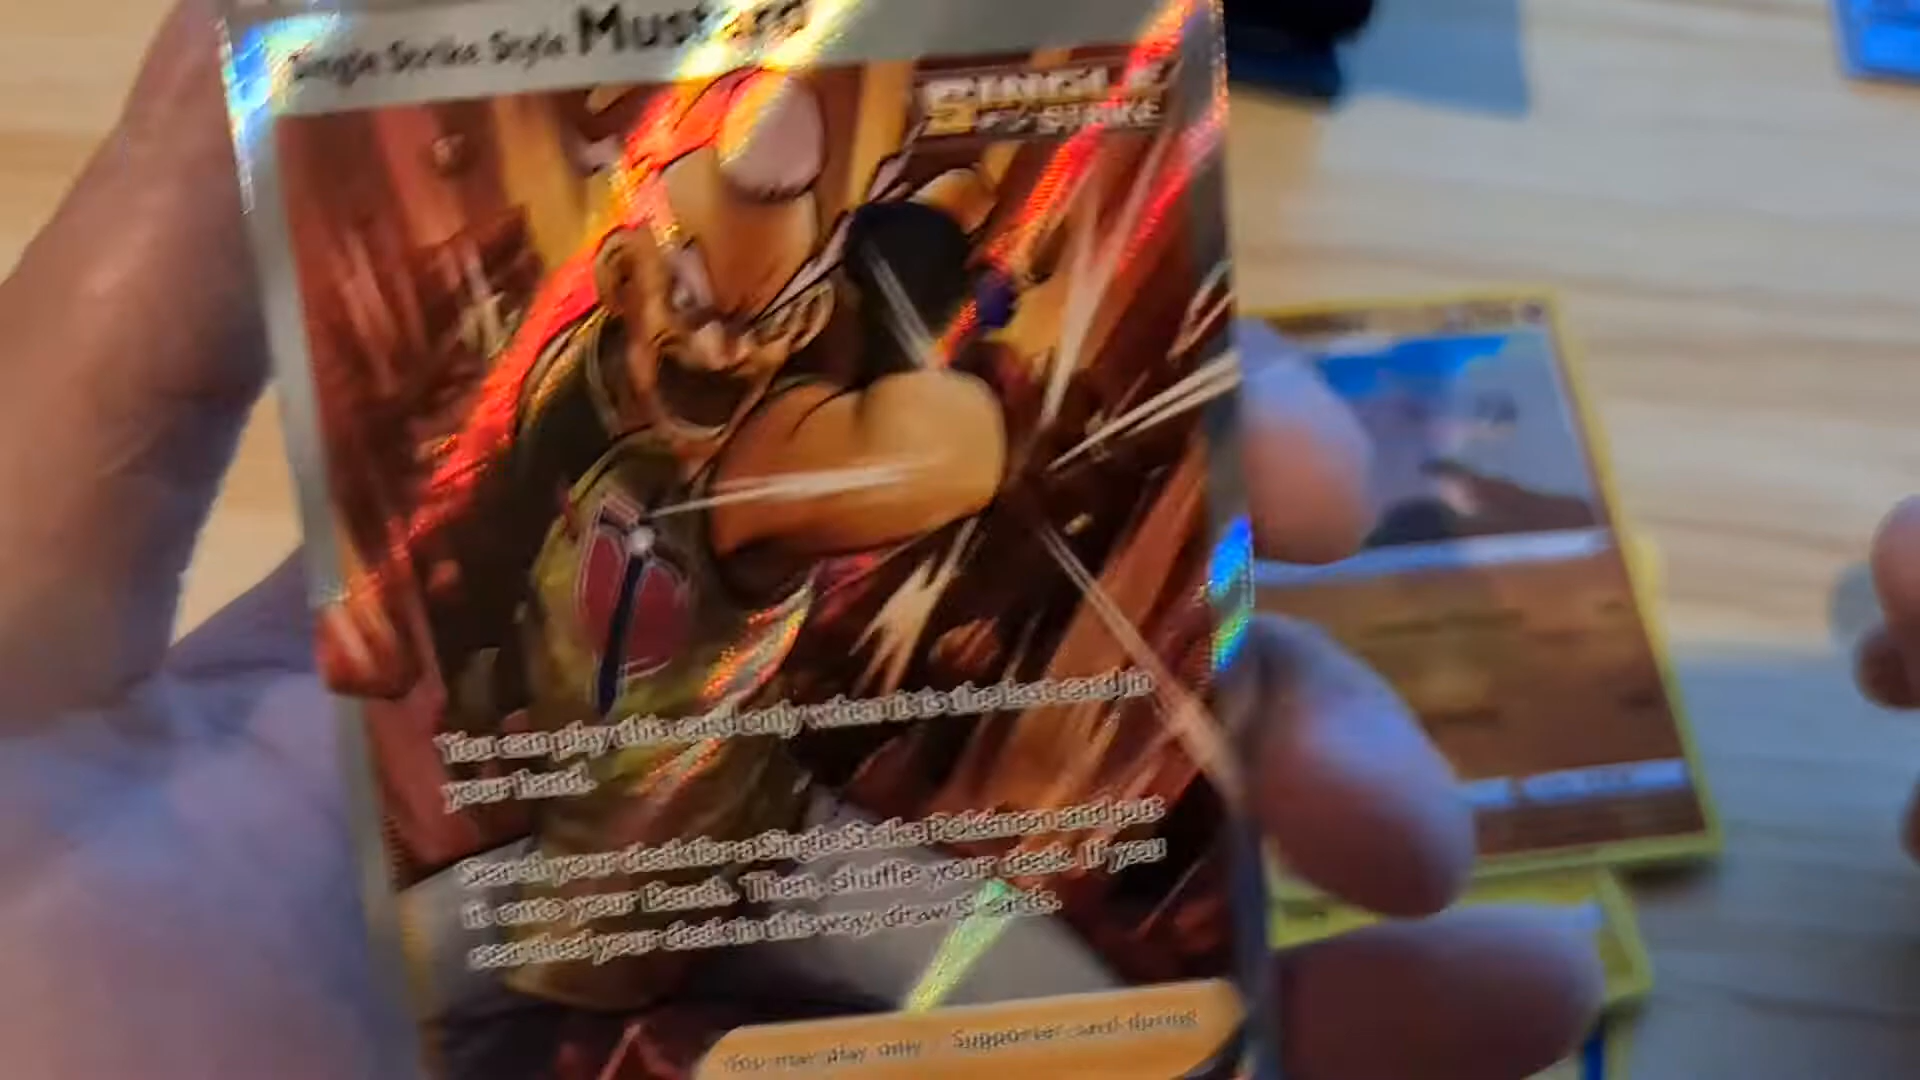 Single Strike Style Mustard
SINGLE
STRIKE
You can play this card only when it is the last card in
your hand.
Search your deck for a Single Strike Pokémon and put
it onto your Bench. Then, shuffle your deck. If you
searched your deck in this way, draw 5 cards.
You may play only 1 Supporter card during